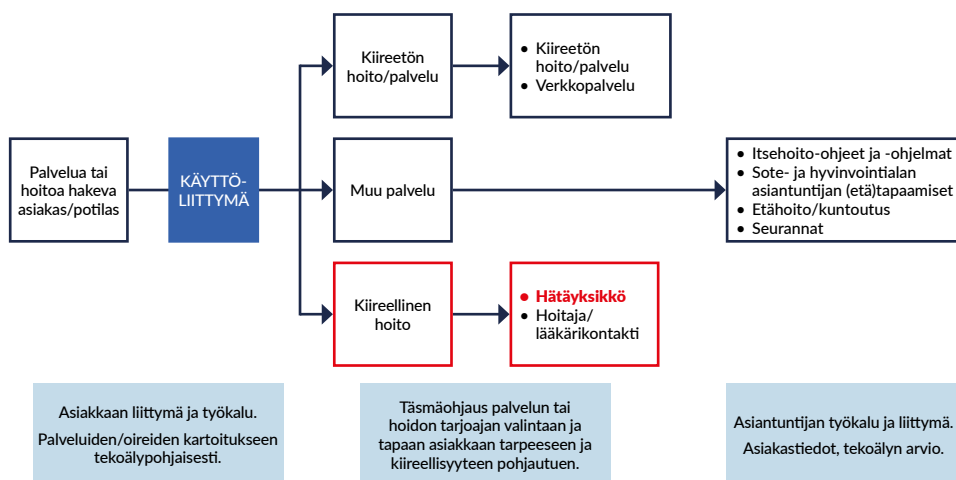 Kiireetön
hoito/palvelu
• Kiireetön
hoito/palvelu
• Verkkopalvelu
Palvelua tai
hoitoa hakeva
asiakas/potilas
KÄYTTÖ-
LIITTYMÄ
Muu palvelu
• Itsehoito-ohjeet ja -ohjelmat
• Sote- ja hyvinvointialan
asiantuntijan (etä)tapaamiset
• Etähoito/kuntoutus
• Seurannat
Kiireellinen
hoito
• Hätäyksikkö
• Hoitaja/
lääkärikontakti
Asiakkaan liittymä ja työkalu.
Palveluiden/oireiden kartoitukseen
tekoälypohjaisesti.
Täsmäohjaus palvelun tai
hoidon tarjoajan valintaan ja
tapaan asiakkaan tarpeeseen ja
kiireellisyyteen pohjautuen.
Asiantuntijan työkalu ja liittymä.
Asiakastiedot, tekoälyn arvio.